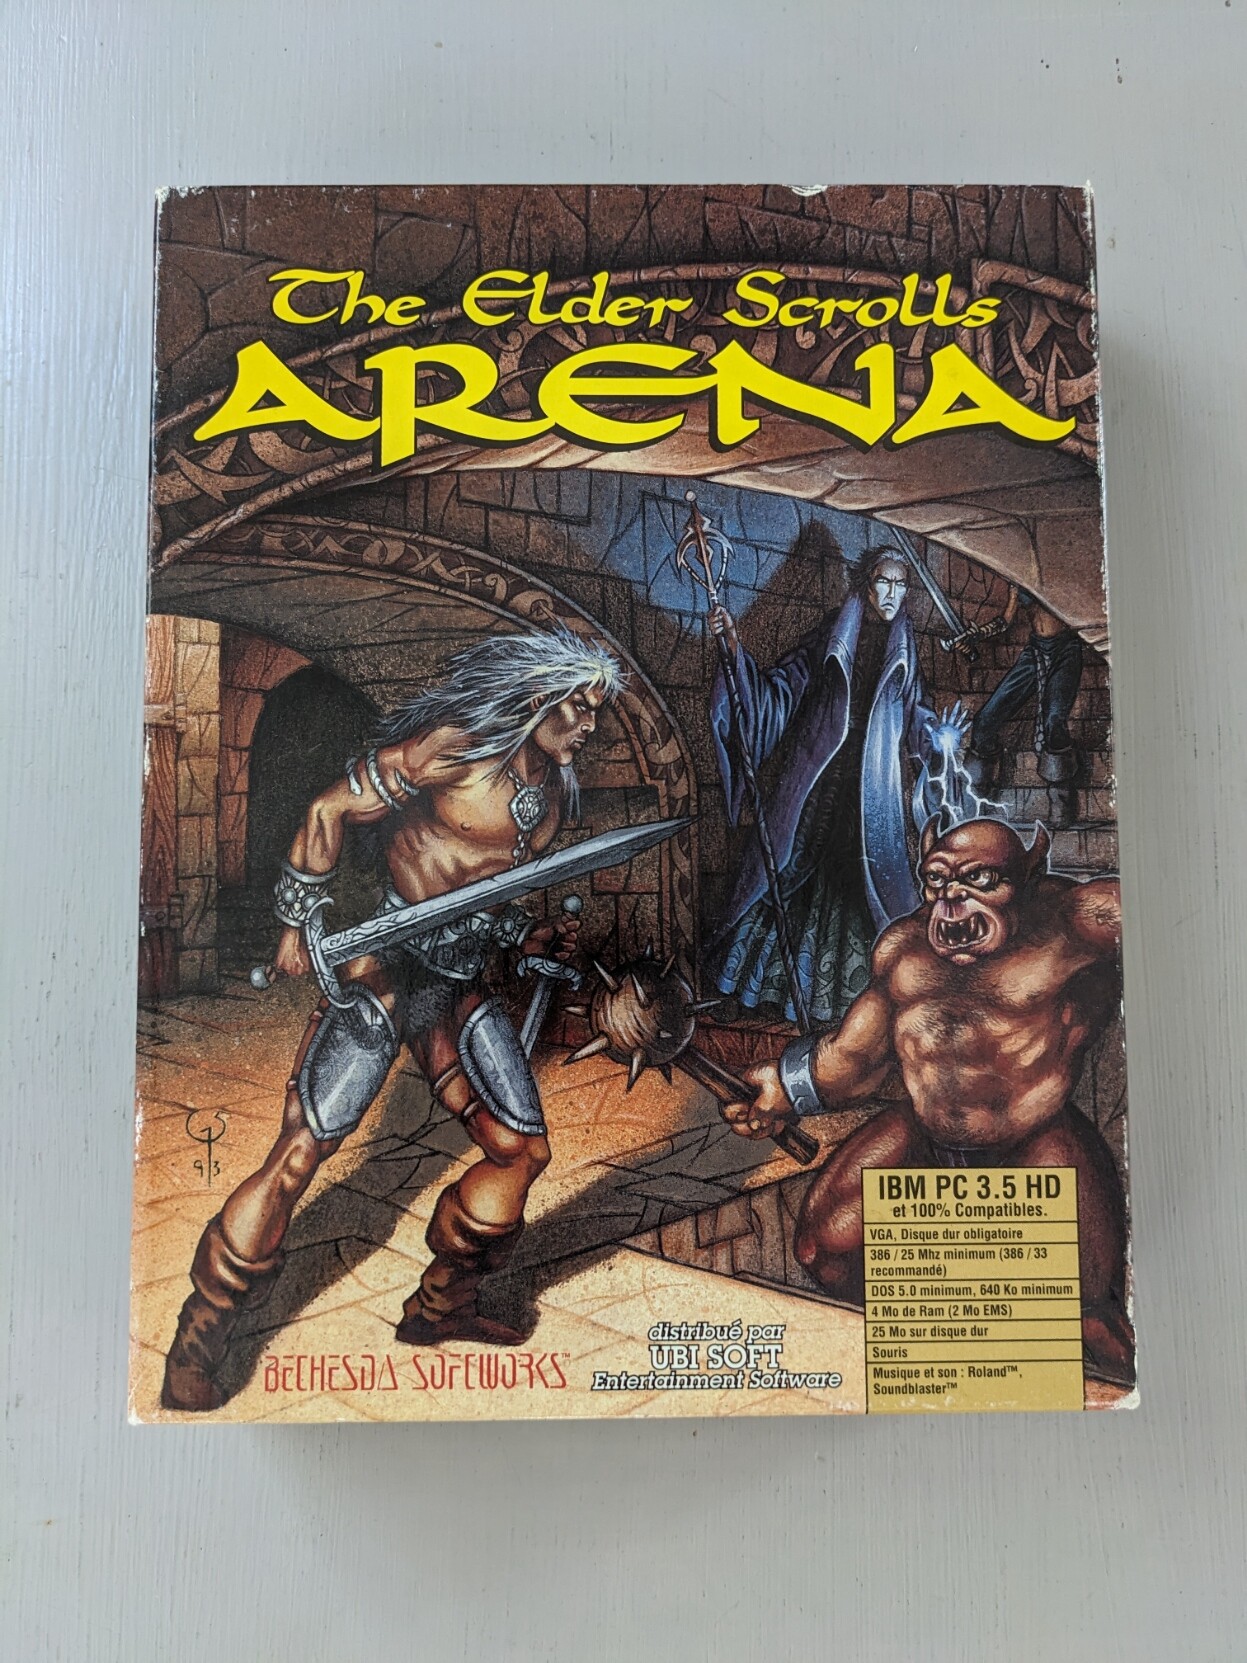 The Elder Scrolls
ARENA
GS
93
BETHESDA SOFTWORKS™
distribué par
UBI SOFT
Entertainment Software
IBM PC 3.5 HD
et 100% Compatibles.
VGA, Disque dur obligatoire
386 / 25 Mhz minimum (386 / 33
recommandé)
DOS 5.0 minimum, 640 Ko minimum
4 Mo de Ram (2 Mo EMS)
25 Mo sur disque dur
Souris
Musique et son : Roland™,
Soundblaster™